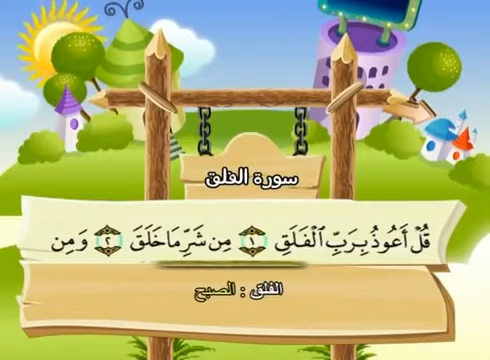 سورة الفلق
قُلْ أَعُوذُ بِرَبِّ ٱلْفَلَقِ ١ مِن شَرِّ مَا خَلَقَ ٢ وَمِن
الفلق : الصبح